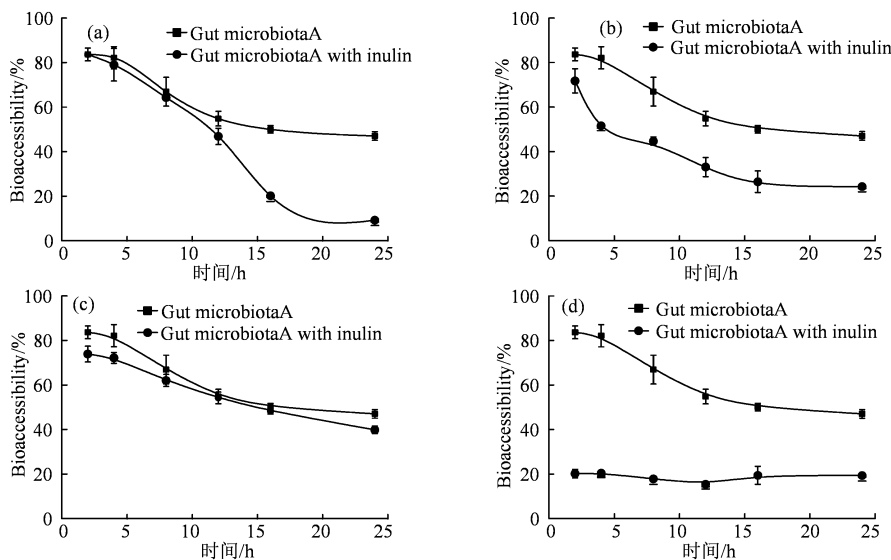 100
80
60
40
20
0
Bioaccessibility/%
(a)
Gut microbiotaA
Gut microbiotaA with inulin
0 5 10 15 20 25
时间/h
100
80
60
40
20
0
Bioaccessibility/%
(b)
Gut microbiotaA
Gut microbiotaA with inulin
0 5 10 15 20 25
时间/h
100
80
60
40
20
0
Bioaccessibility/%
(c)
Gut microbiotaA
Gut microbiotaA with inulin
0 5 10 15 20 25
时间/h
100
80
60
40
20
0
Bioaccessibility/%
(d)
Gut microbiotaA
Gut microbiotaA with inulin
0 5 10 15 20 25
时间/h